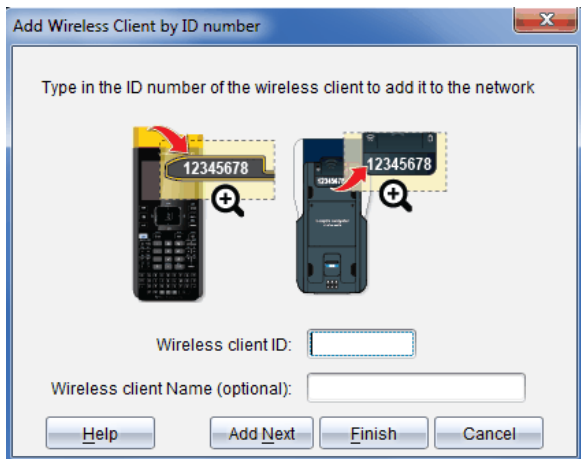 Add Wireless Client by ID number
Type in the ID number of the wireless client to add it to the network
12345678
12345678
Wireless client ID:
Wireless client Name (optional):
Help Add Next Finish Cancel